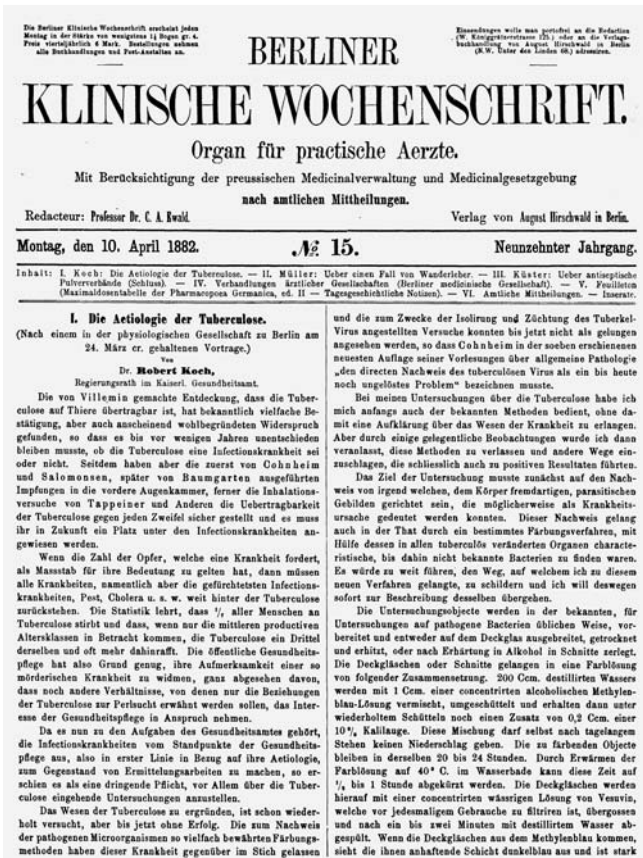 Die Berliner Klinische Wochenschrift erscheint jeden
Montag in der Stärke von wenigstens 1½ Bogen gr. 4.
Preis vierteljährlich 6 Mark. Bestellungen nehmen
alle Buchhandlungen und Post-Anstalten an.
Einsendungen wolle man portofrei an die Redaction
(W. Königgrätzerstrasse 125.) oder an die Verlags-
buchhandlung von August Hirschwald in Berlin
(N.W. Unter den Linden 68.) adressiren.
BERLINER
KLINISCHE WOCHENSCHRIFT.
Organ für practische Aerzte.
Mit Berücksichtigung der preussischen Medicinalverwaltung und Medicinalgesetzgebung
nach amtlichen Mittheilungen.
Redacteur: Professor Dr. C. A. Ewald.
Verlag von August Hirschwald in Berlin.
Montag, den 10. April 1882.
№ 15.
Neunzehnter Jahrgang.
Inhalt: I. Koch: Die Aetiologie der Tuberculose. — II. Müller: Ueber einen Fall von Wanderleber. — III. Küster: Ueber antiseptische
Pulververbände (Schluss). — IV. Verhandlungen ärztlicher Gesellschaften (Berliner medicinische Gesellschaft). — V. Feuilleton
(Maximaldosentabelle der Pharmacopoea Germanica, ed. II — Tagesgeschichtliche Notizen). — VI. Amtliche Mittheilungen. — Inserate.
I. Die Aetiologie der Tuberculose.
(Nach einem in der physiologischen Gesellschaft zu Berlin am
24. März cr. gehaltenen Vortrage.)
Von
Dr. Robert Koch,
Regierungsrath im Kaiserl. Gesundheitsamt.
Die von Villemin gemachte Entdeckung, dass die Tuber-
culose auf Thiere übertragbar ist, hat bekanntlich vielfache Be-
stätigung, aber auch anscheinend wohlbegründeten Widerspruch
gefunden, so dass es bis vor wenigen Jahren unentschieden
bleiben musste, ob die Tuberculose eine Infectionskrankheit sei
oder nicht. Seitdem haben aber die zuerst von Cohnheim
und Salomonsen, später von Baumgarten ausgeführten
Impfungen in die vordere Augenkammer, ferner die Inhalations-
versuche von Tappeiner und Anderen die Uebertragbarkeit
der Tuberculose gegen jeden Zweifel sicher gestellt und es muss
ihr in Zukunft ein Platz unter den Infectionskrankheiten an-
gewiesen werden.
Wenn die Zahl der Opfer, welche eine Krankheit fordert,
als Massstab für ihre Bedeutung zu gelten hat, dann müssen
alle Krankheiten, namentlich aber die gefürchtetsten Infections-
krankheiten, Pest, Cholera u. s. w. weit hinter der Tuberculose
zurückstehen. Die Statistik lehrt, dass aller Menschen an
Tuberculose stirbt und dass, wenn nur die mittleren productiven
Altersklassen in Betracht kommen, die Tuberculose ein Drittel
derselben und oft mehr dahinrafft. Die öffentliche Gesundheits-
pflege hat also Grund genug, ihre Aufmerksamkeit einer so
mörderischen Krankheit zu widmen, ganz abgesehen davon,
dass noch andere Verhältnisse, von denen nur die Beziehungen
der Tuberculose zur Perlsucht erwähnt werden sollen, das Inter-
esse der Gesundheitspflege in Anspruch nehmen.
Da es nun zu den Aufgaben des Gesundheitsamtes gehört,
die Infectionskrankheiten vom Standpunkte der Gesundheits-
pflege aus, also in erster Linie in Bezug auf ihre Aetiologie,
zum Gegenstand von Ermittelungsarbeiten zu machen, so er-
schien es als eine dringende Pflicht, vor Allem über die Tuber-
culose eingehende Untersuchungen anzustellen.
Das Wesen der Tuberculose zu ergründen, ist schon wieder-
holt versucht, aber bis jetzt ohne Erfolg. Die zum Nachweis
der pathogenen Microorganismen so vielfach bewährten Färbungs-
methoden haben dieser Krankheit gegenüber im Stich gelassen
und die zum Zwecke der Isolirung und Züchtung des Tuberkel-
Virus angestellten Versuche konnten bis jetzt nicht als gelungen
angesehen werden, so dass Cohnheim in der soeben erschienenen
neuesten Auflage seiner Vorlesungen über allgemeine Pathologie
„den directen Nachweis des tuberculösen Virus als ein bis heute
noch ungelöstes Problem“ bezeichnen musste.
Bei meinen Untersuchungen über die Tuberculose habe ich
mich anfangs auch der bekannten Methoden bedient, ohne da-
mit eine Aufklärung über das Wesen der Krankheit zu erlangen.
Aber durch einige gelegentliche Beobachtungen wurde ich dann
veranlasst, diese Methoden zu verlassen und andere Wege ein-
zuschlagen, die schliesslich auch zu positiven Resultaten führten.
Das Ziel der Untersuchung musste zunächst auf den Nach-
weis von irgend welchen, dem Körper fremdartigen, parasitischen
Gebilden gerichtet sein, die möglicherweise als Krankheits-
ursache gedeutet werden konnten. Dieser Nachweis gelang
auch in der That durch ein bestimmtes Färbungsverfahren, mit
Hülfe dessen in allen tuberculös veränderten Organen characte-
ristische, bis dahin nicht bekannte Bacterien zu finden waren.
Es würde zu weit führen, den Weg, auf welchem ich zu diesem
neuen Verfahren gelangte, zu schildern und ich will deswegen
sofort zur Beschreibung desselben übergehen.
Die Untersuchungsobjecte werden in der bekannten, für
Untersuchungen auf pathogene Bacterien üblichen Weise, vor-
bereitet und entweder auf dem Deckglas ausgebreitet, getrocknet
und erhitzt, oder nach Erhärtung in Alkohol in Schnitte zerlegt.
Die Deckgläschen oder Schnitte gelangen in eine Farblösung
von folgender Zusammensetzung. 200 Ccm. destillirten Wassers
werden mit 1 Ccm. einer concentrirten alcoholischen Methylen-
blau-Lösung vermischt, umgeschüttelt und erhalten dann unter
wiederholtem Schütteln noch einen Zusatz von 0,2 Ccm. einer
10% Kalilauge. Diese Mischung darf selbst nach tagelangem
Stehen keinen Niederschlag geben. Die zu färbenden Objecte
bleiben in derselben 20 bis 24 Stunden. Durch Erwärmen der
Farblösung auf 40° C. im Wasserbade kann diese Zeit auf
½ bis 1 Stunde abgekürzt werden. Die Deckgläschen werden
hierauf mit einer concentrirten wässrigen Lösung von Vesuvin,
welche vor jedesmaligem Gebrauche zu filtriren ist, übergossen
und nach ein bis zwei Minuten mit destillirtem Wasser ab-
gespült. Wenn die Deckgläschen aus dem Methylenblau kommen,
sieht die ihnen anhaftende Schicht dunkelblau aus und ist stark